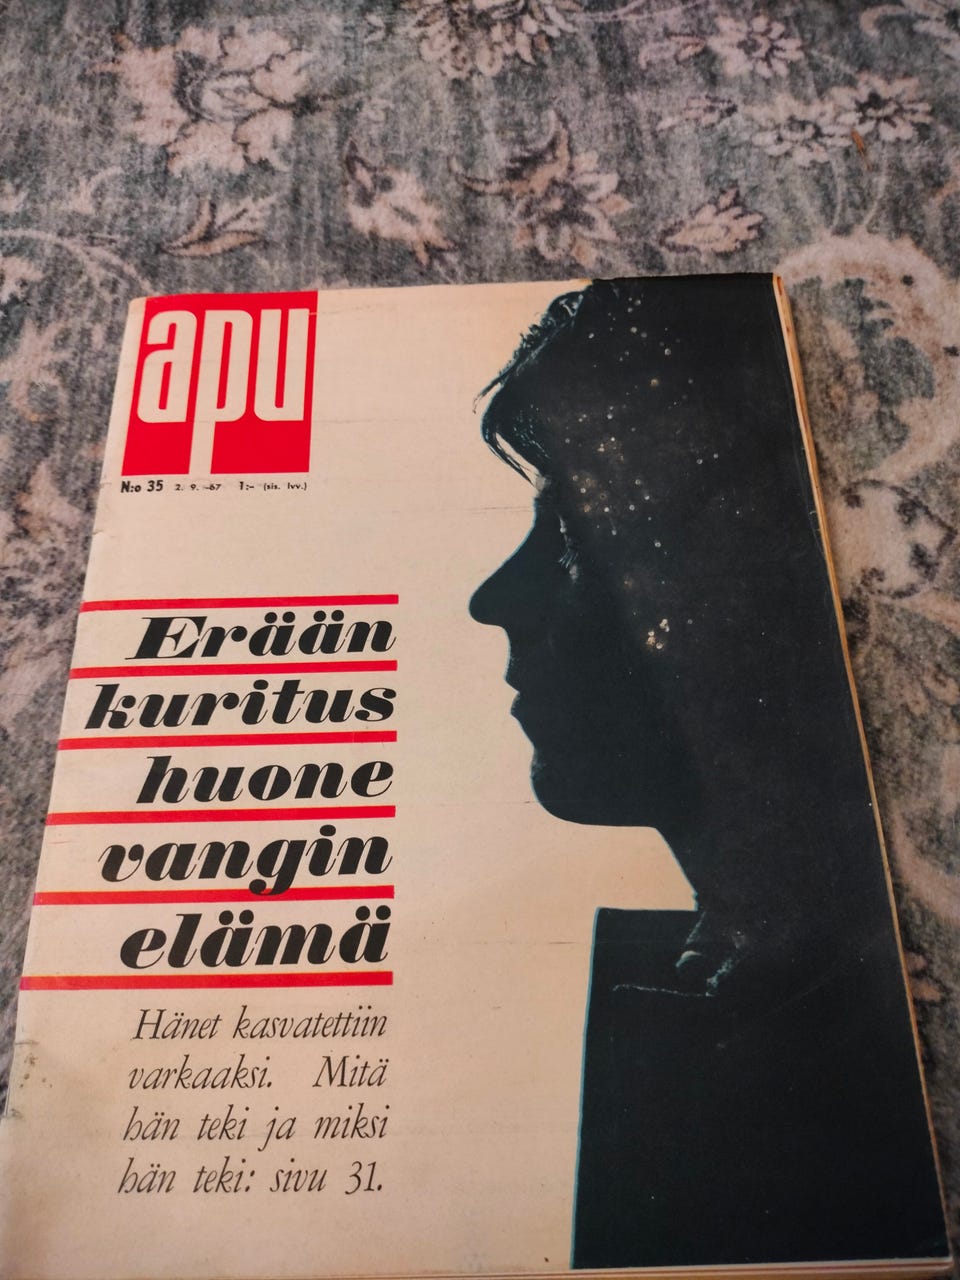 apu
N:o 35 2. 9. -67 1:- (sis. lvv.)
Erään
kuritus
huone
vangin
elämä
Hänet kasvatettiin
varkaaksi. Mitä
hän teki ja miksi
hän teki: sivu 31.